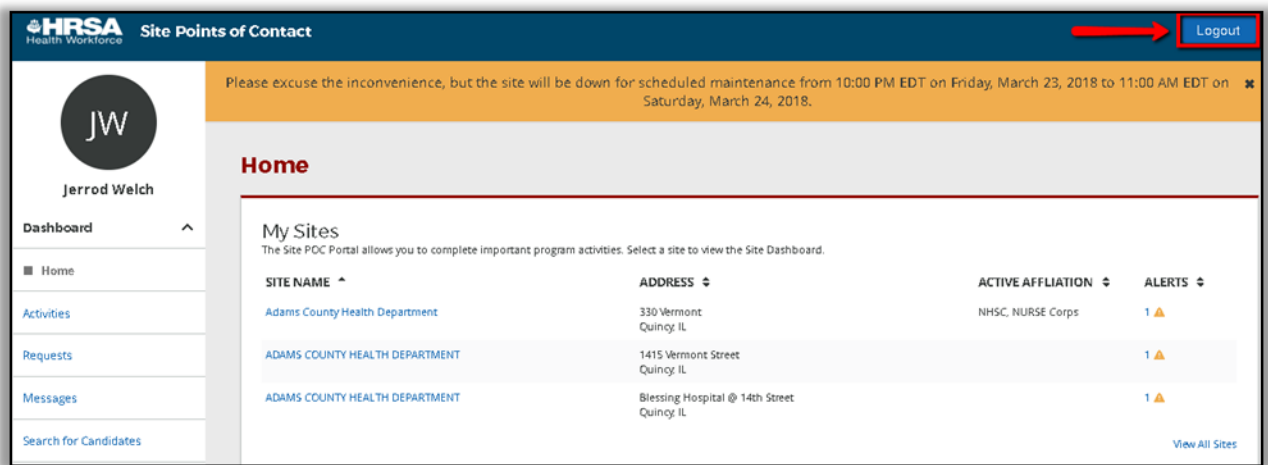 HRSA
Health Workforce
Site Points of Contact
Logout
Please excuse the inconvenience, but the site will be down for scheduled maintenance from 10:00 PM EDT on Friday, March 23, 2018 to 11:00 AM EDT on
Saturday, March 24, 2018.
JW
Jerrod Welch
Dashboard
Home
Activities
Requests
Messages
Search for Candidates
Home
My Sites
The Site POC Portal allows you to complete important program activities. Select a site to view the Site Dashboard.
SITE NAME ADDRESS ACTIVE AFFLIATION ALERTS
Adams County Health Department 330 Vermont NHSC, NURSE Corps 1
Quincy, IL
ADAMS COUNTY HEALTH DEPARTMENT 1415 Vermont Street 1
Quincy, IL
ADAMS COUNTY HEALTH DEPARTMENT Blessing Hospital @ 14th Street 1
Quincy, IL
View All Sites